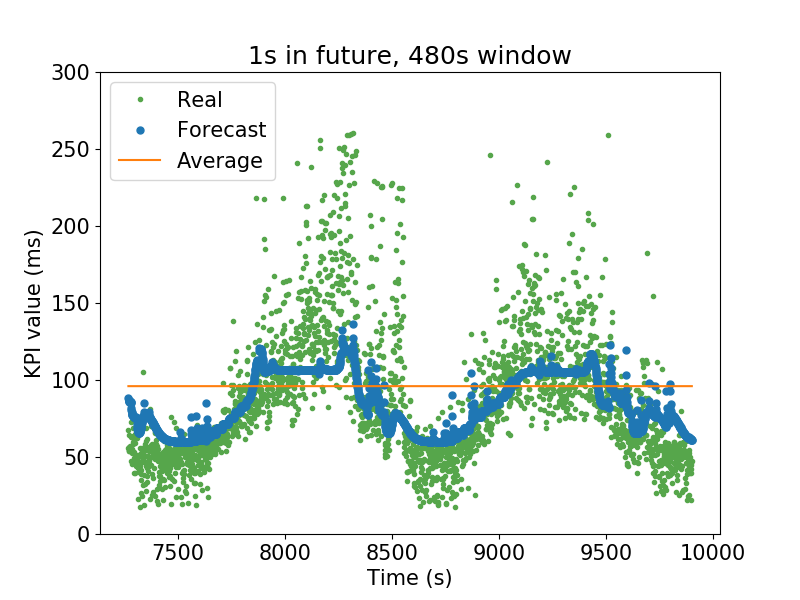 1s in future, 480s window
300
250
200
150
100
50
0
KPI value (ms)
Real
Forecast
Average
7500
8000
8500
9000
9500
10000
Time (s)